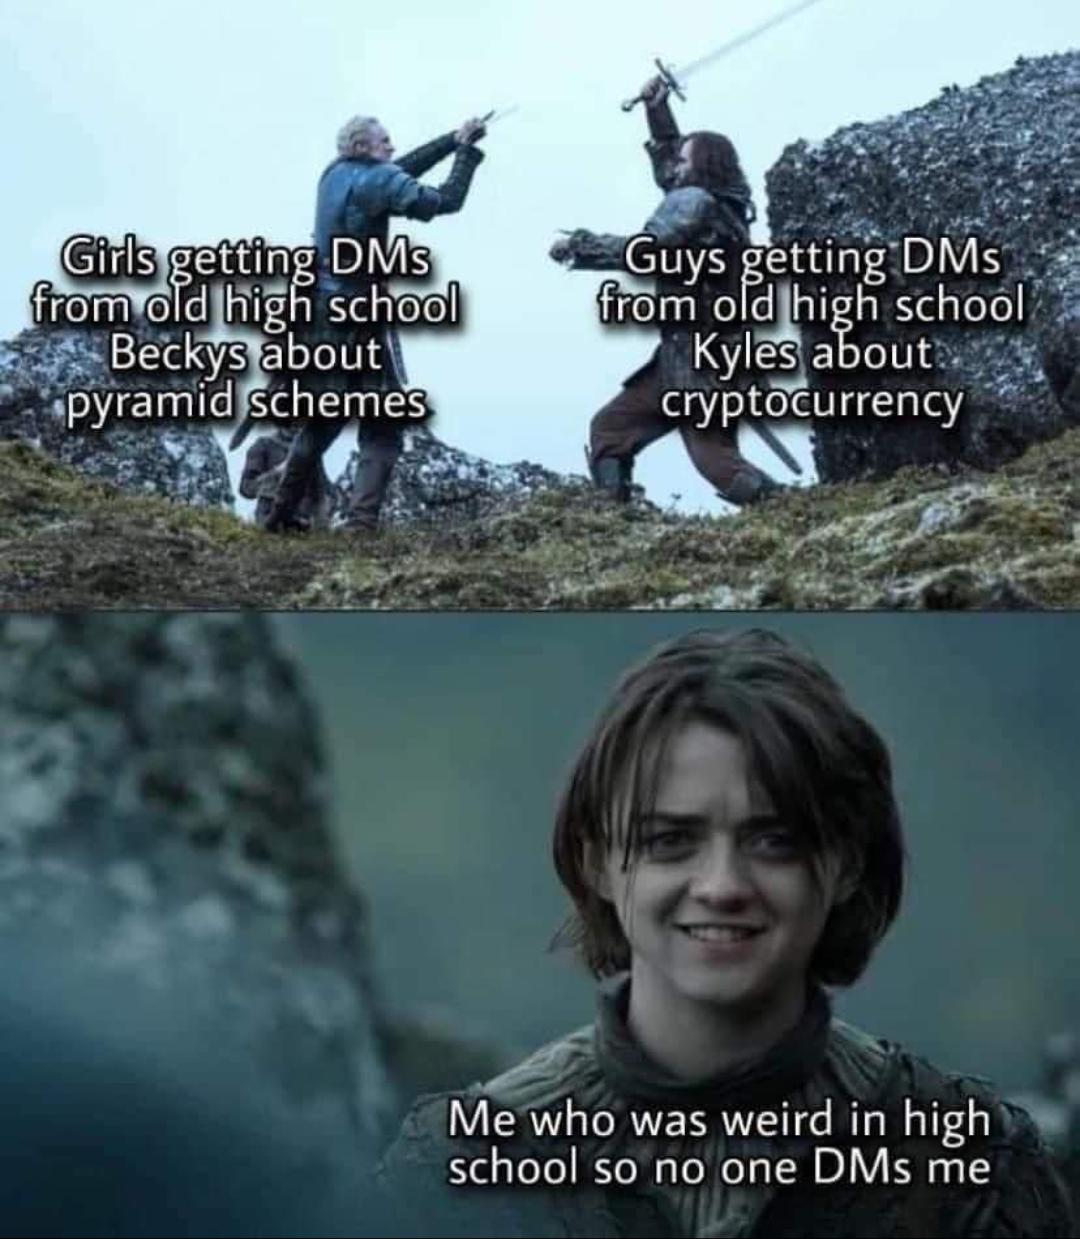 Girls getting DMs
from old high school
Beckys about
pyramid schemes
Guys getting DMs
from old high school
Kyles about
cryptocurrency
Me who was weird in high
school so no one DMs me